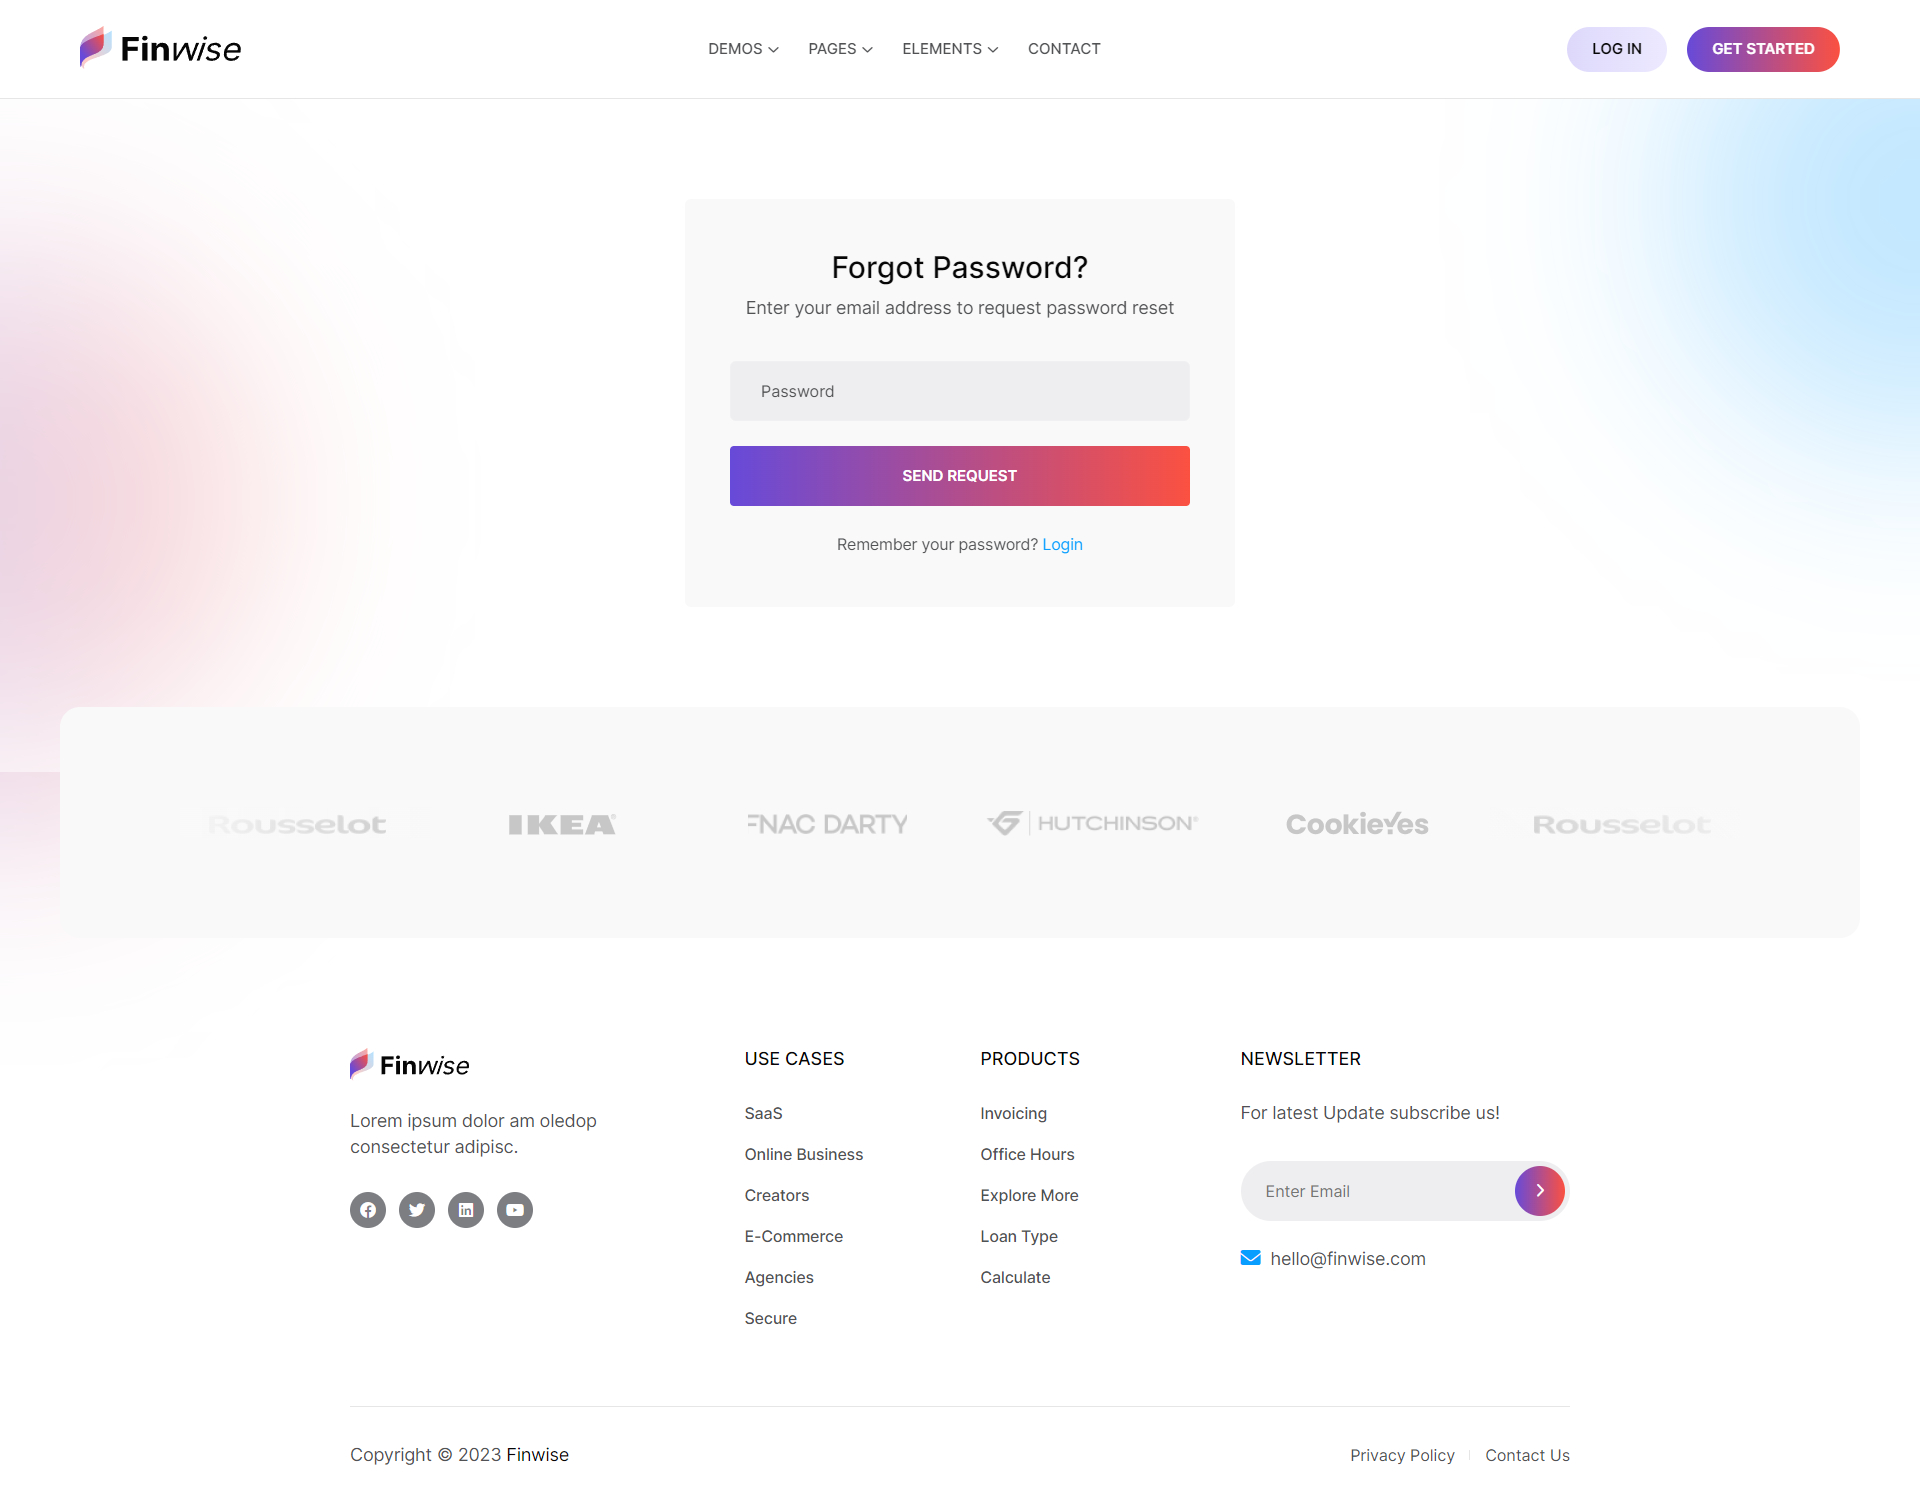 Finwise
DEMOS
PAGES
ELEMENTS
CONTACT
LOG IN
GET STARTED
Forgot Password?
Enter your email address to request password reset
Password
SEND REQUEST
Remember your password? Login
Rousselot
IKEA
FNAC DARTY
HUTCHINSON
CookieYes
Rousselot
Finwise
Lorem ipsum dolor am oledop
consectetur adipisc.
USE CASES
SaaS
Online Business
Creators
E-Commerce
Agencies
Secure
PRODUCTS
Invoicing
Office Hours
Explore More
Loan Type
Calculate
NEWSLETTER
For latest Update subscribe us!
Enter Email
hello@finwise.com
Copyright © 2023 Finwise
Privacy Policy
Contact Us